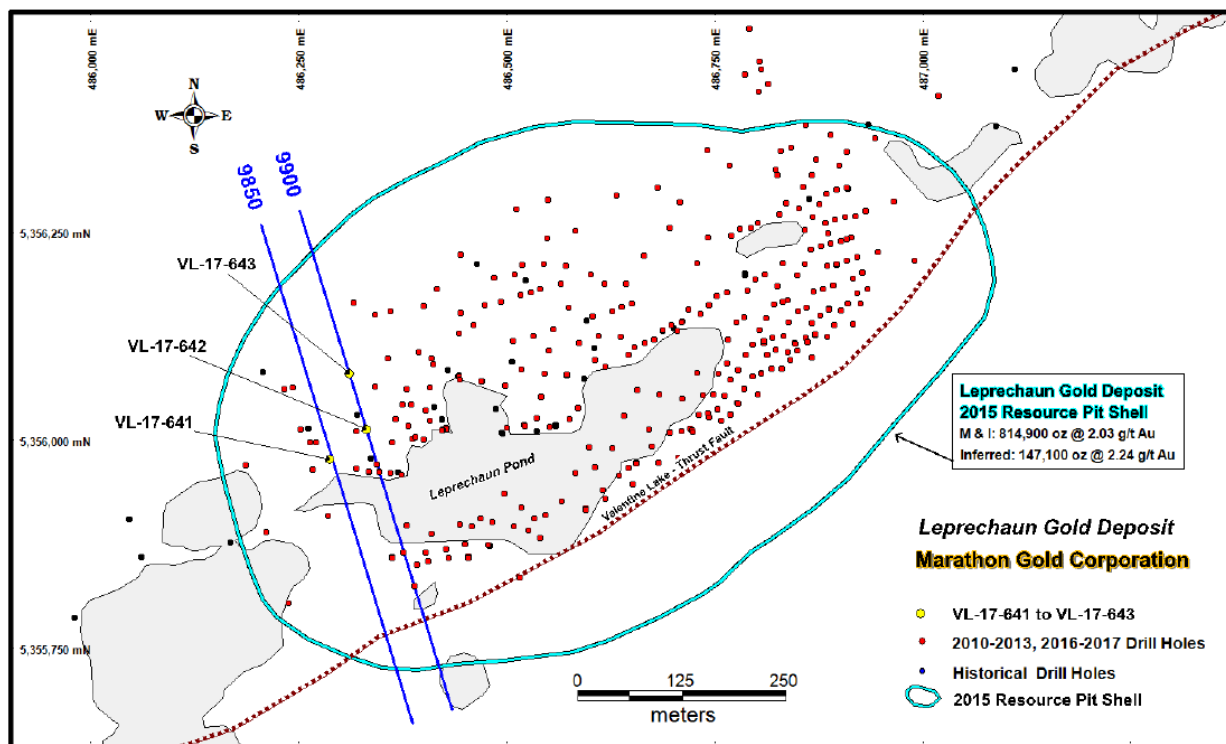 486,000 mE
486,250 mE
486,500 mE
486,750 mE
487,000 mE
N
W E
S
9850
9900
5,356,250 mN
VL-17-643
VL-17-642
VL-17-641
5,356,000 mN
Leprechaun Pond
Valentine Lake - Thrust Fault
Leprechaun Gold Deposit
2015 Resource Pit Shell
M & I: 814,900 oz @ 2.03 g/t Au
Inferred: 147,100 oz @ 2.24 g/t Au
Leprechaun Gold Deposit
Marathon Gold Corporation
VL-17-641 to VL-17-643
2010-2013, 2016-2017 Drill Holes
Historical Drill Holes
2015 Resource Pit Shell
5,355,750 mN
0 125 250
meters